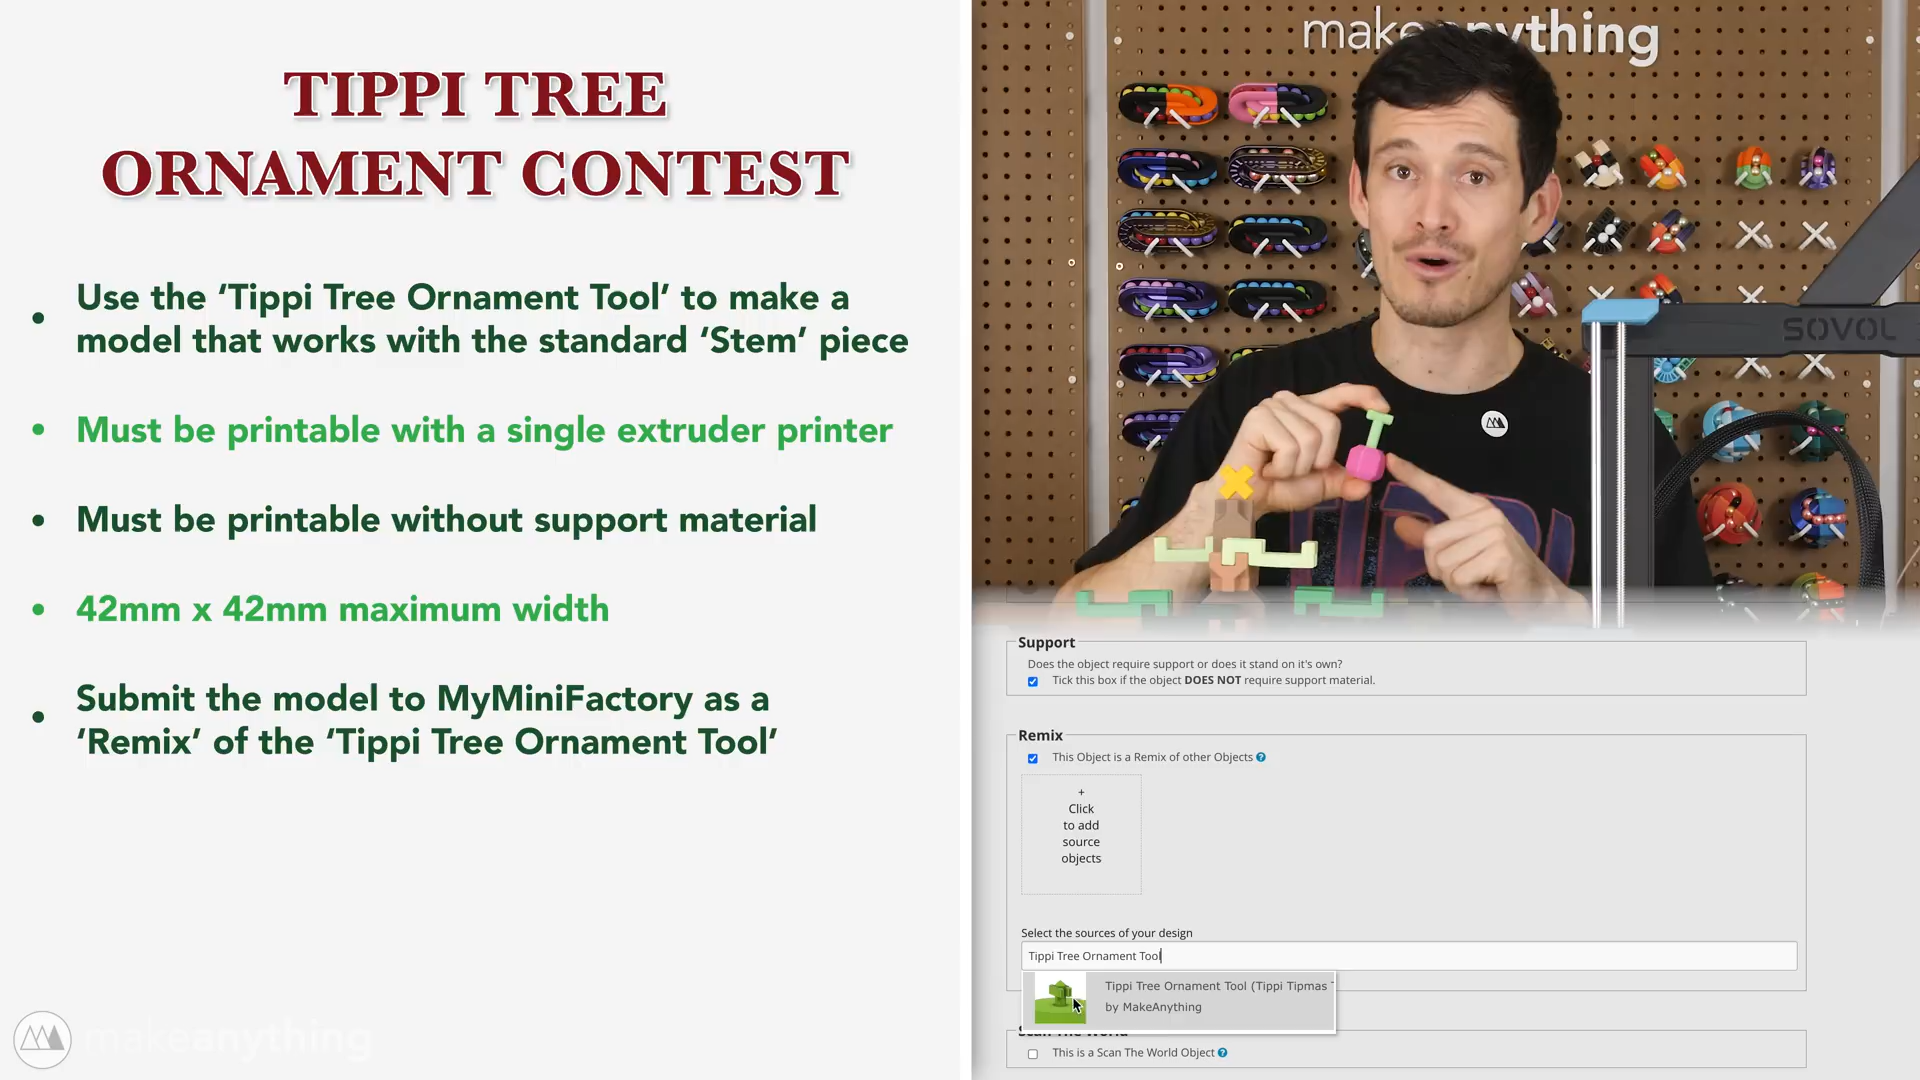 TIPPI TREE
ORNAMENT CONTEST
• Use the ‘Tippi Tree Ornament Tool’ to make a
model that works with the standard ‘Stem’ piece
• Must be printable with a single extruder printer
• Must be printable without support material
• 42mm x 42mm maximum width
• Submit the model to MyMiniFactory as a
‘Remix’ of the ‘Tippi Tree Ornament Tool’
makeanything
make ything
SOVOL
Support
Does the object require support or does it stand on it's own?
Tick this box if the object DOES NOT require support material.
Remix
This Object is a Remix of other Objects
+
Click
to add
source
objects
Select the sources of your design
Tippi Tree Ornament Tool
Tippi Tree Ornament Tool (Tippi Tipmas
by MakeAnything
Scan The World
This is a Scan The World Object